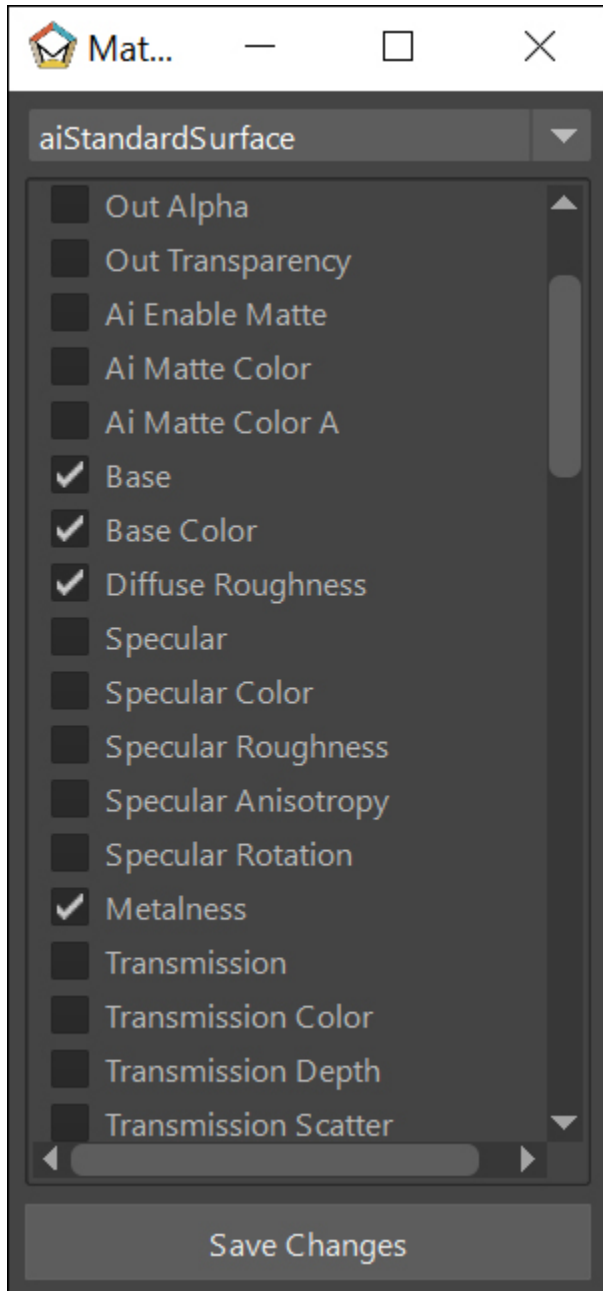 Mat...
aiStandardSurface
Out Alpha
Out Transparency
Ai Enable Matte
Ai Matte Color
Ai Matte Color A
Base
Base Color
Diffuse Roughness
Specular
Specular Color
Specular Roughness
Specular Anisotropy
Specular Rotation
Metalness
Transmission
Transmission Color
Transmission Depth
Transmission Scatter
Save Changes